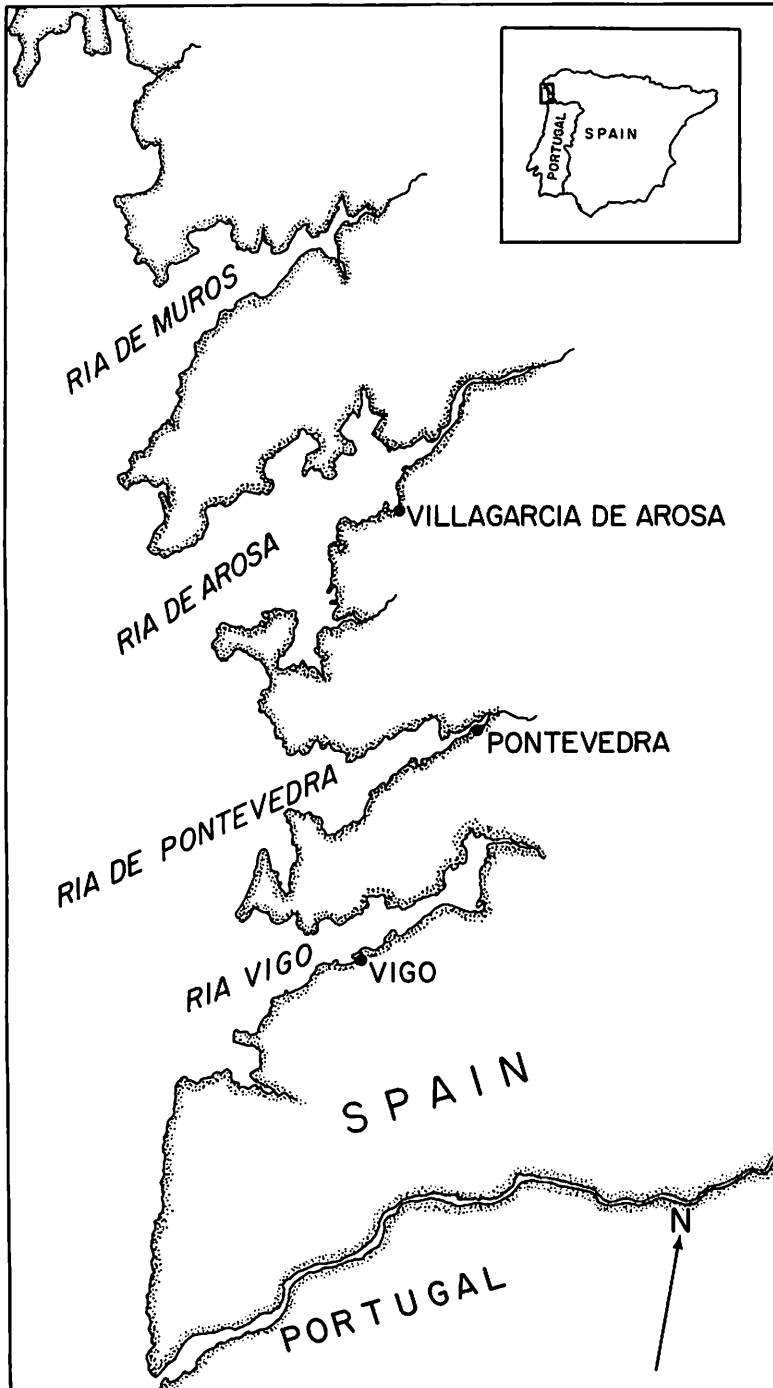 PORTUGAL
SPAIN
RIA DE MUROS
VILLAGARCIA DE AROSA
RIA DE AROSA
PONTEVEDRA
RIA DE PONTEVEDRA
RIA VIGO
VIGO
SPAIN
N
PORTUGAL